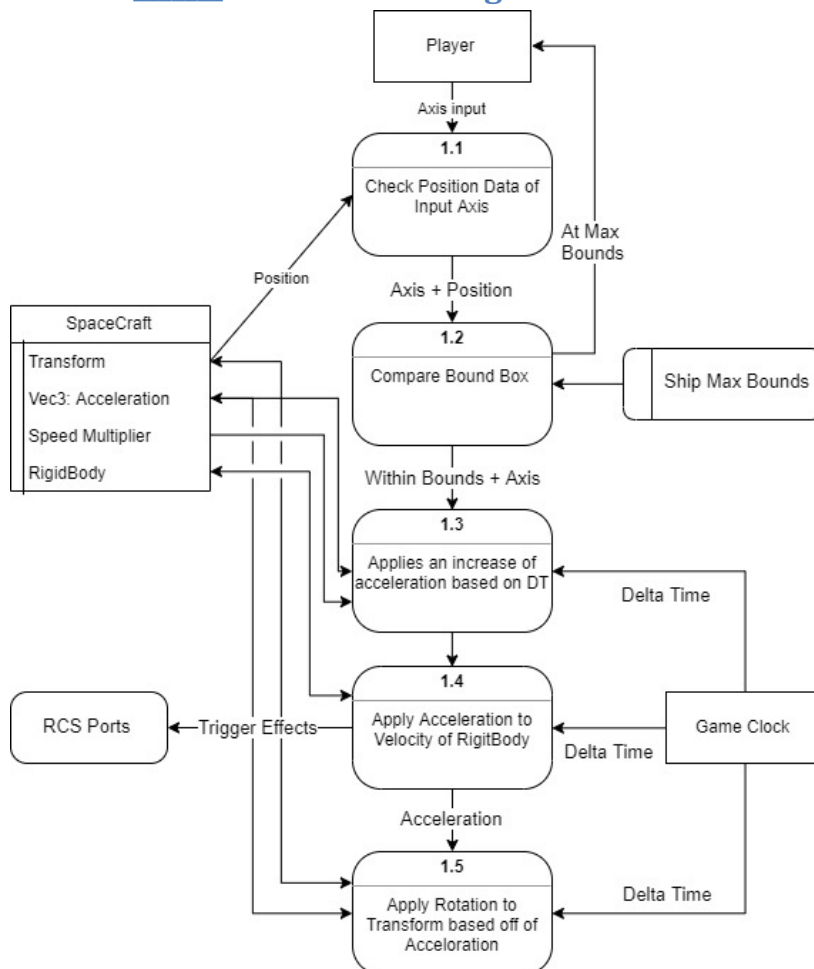 Player
Axis input
1.1
Check Position Data of
Input Axis
At Max
Bounds
Position
Axis + Position
SpaceCraft
Transform
Vec3: Acceleration
Speed Multiplier
RigidBody
1.2
Compare Bound Box
Ship Max Bounds
Within Bounds + Axis
1.3
Applies an increase of
acceleration based on DT
Delta Time
1.4
Apply Acceleration to
Velocity of RigitBody
RCS Ports
Trigger Effects
Delta Time
Game Clock
Acceleration
1.5
Apply Rotation to
Transform based off of
Acceloration
Delta Time